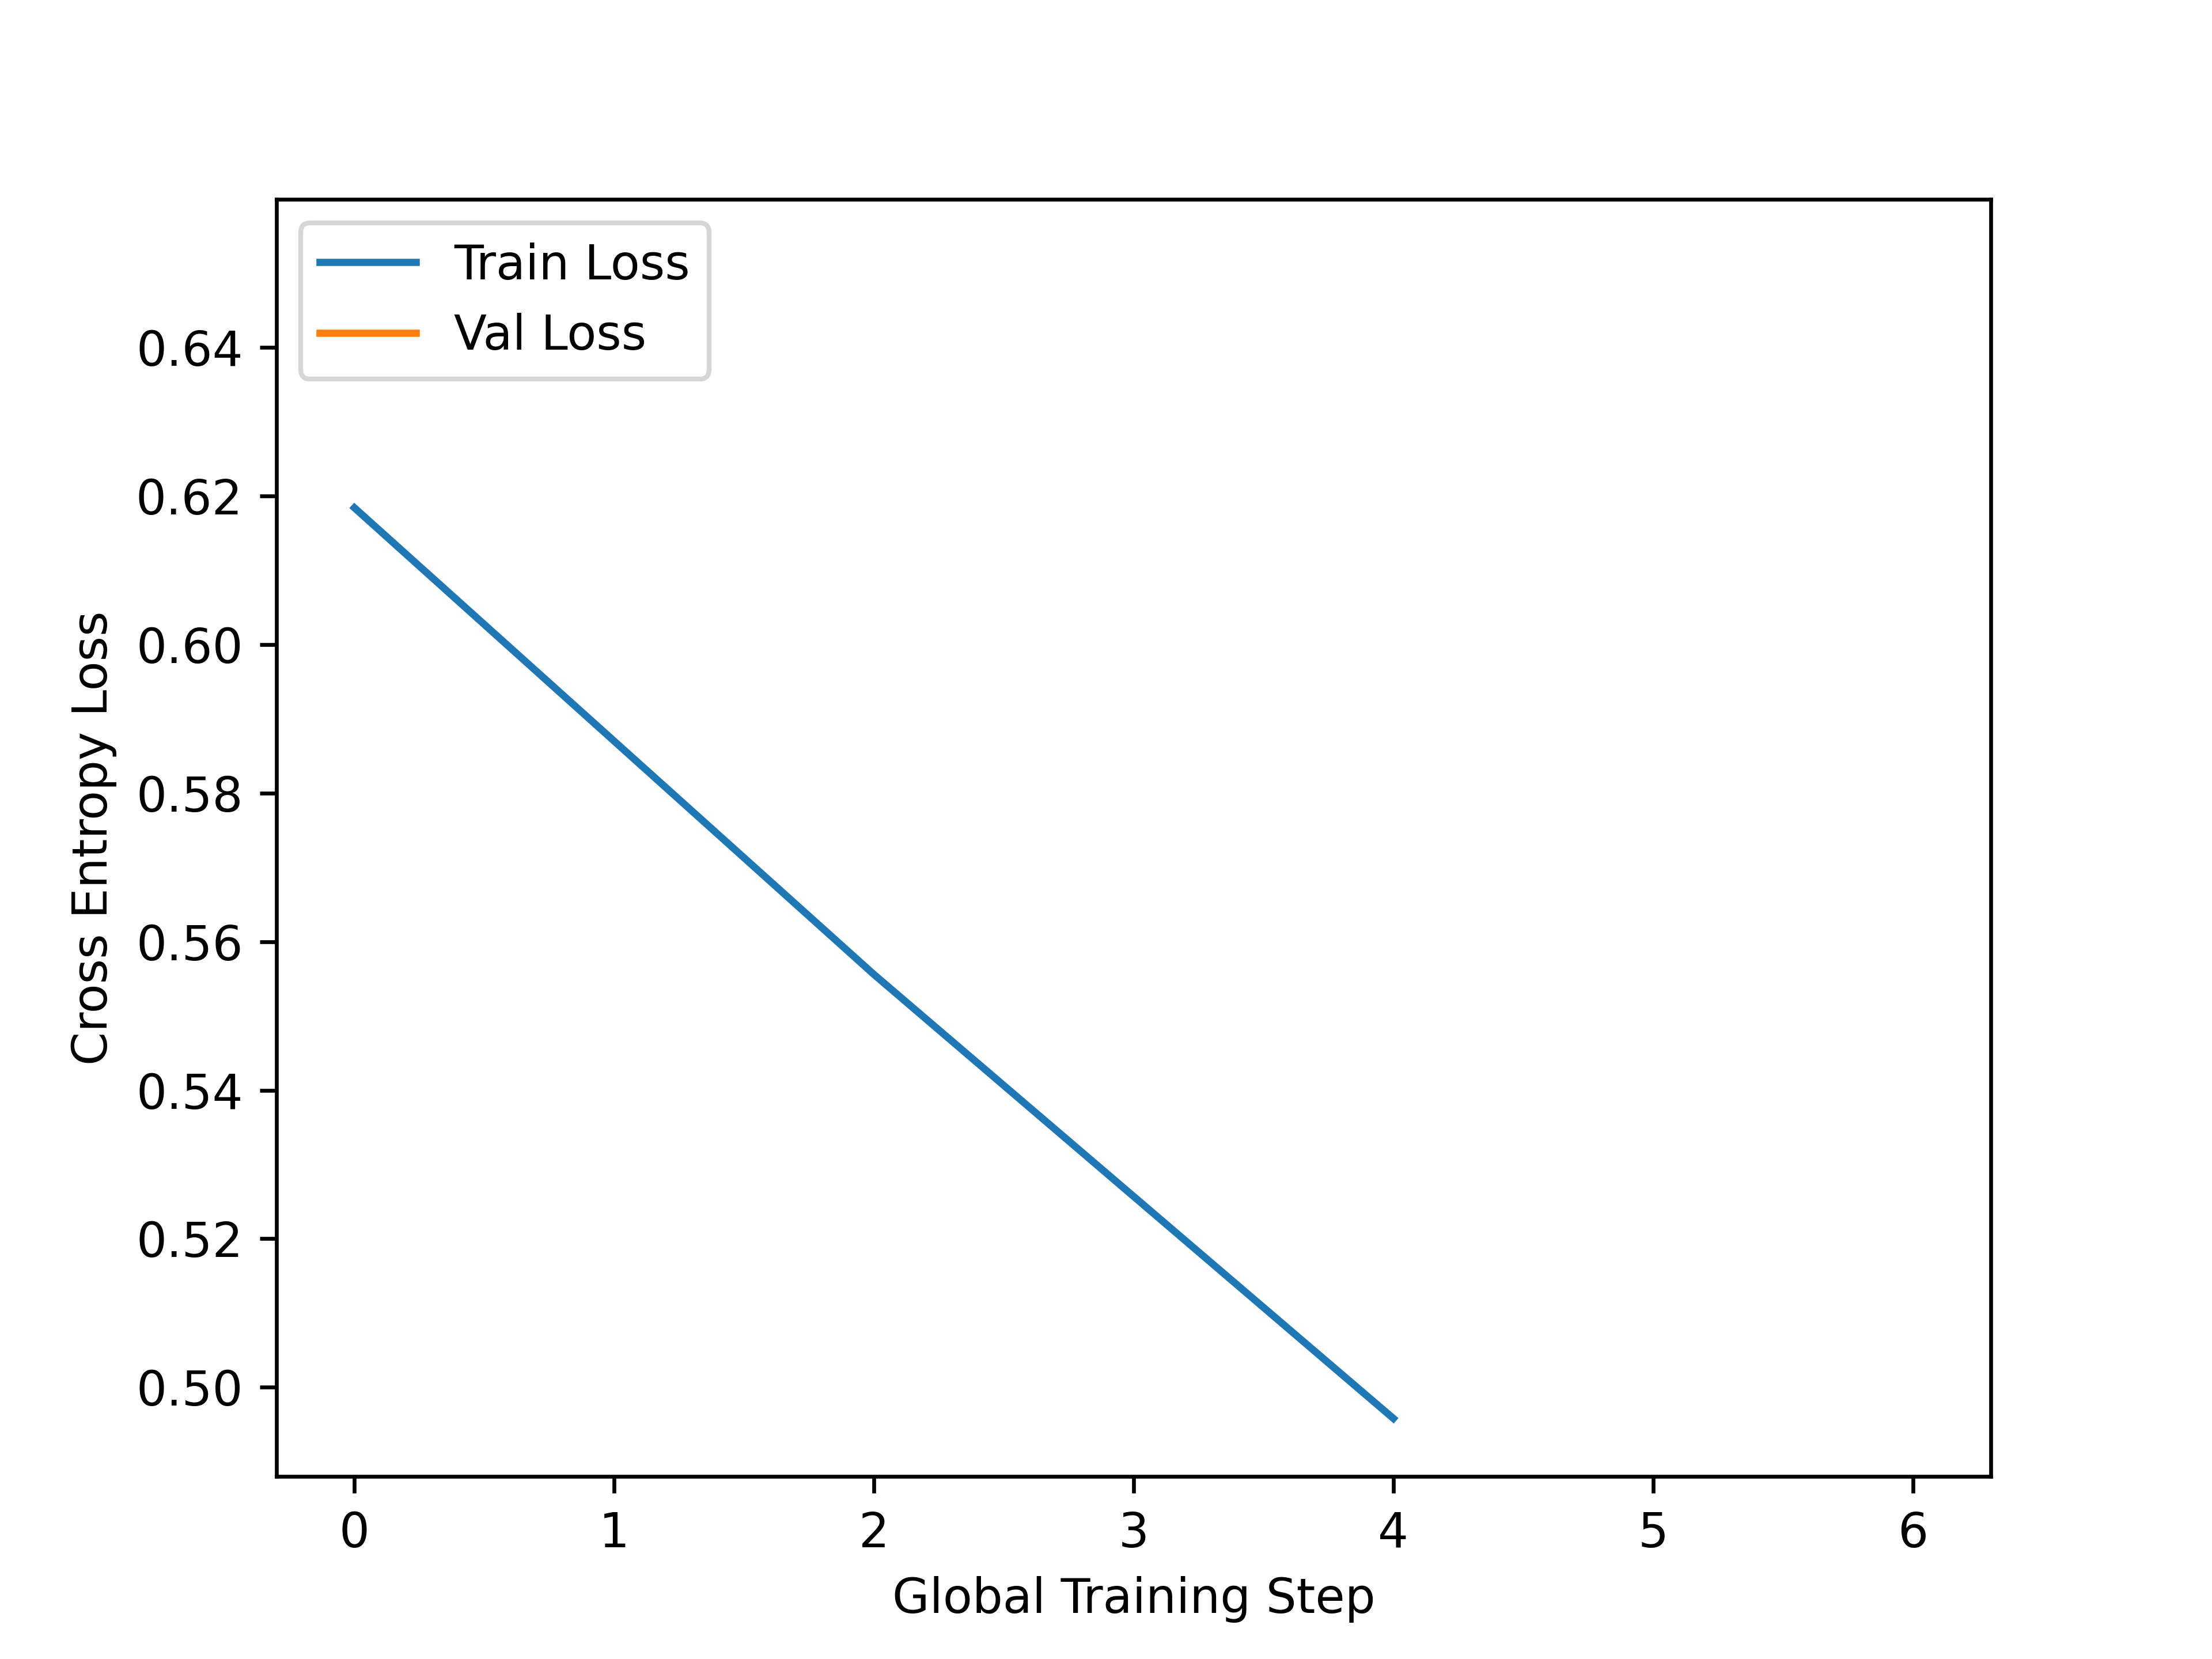 Train Loss
Val Loss
0.64
0.62
0.60
0.58
0.56
0.54
0.52
0.50
Cross Entropy Loss
0 1 2 3 4 5 6
Global Training Step